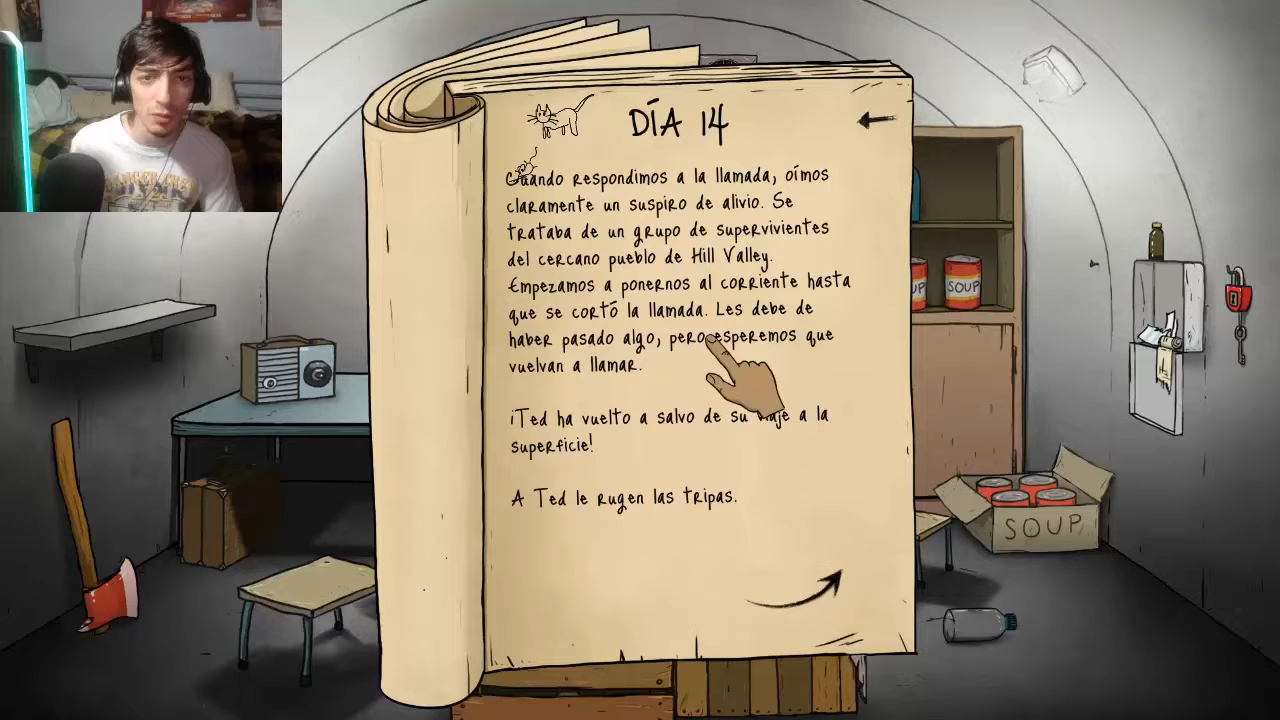 DÍA 14
Cuando respondimos a la llamada, oímos
claramente un suspiro de alivio. Se
trataba de un grupo de supervivientes
del cercano pueblo de Hill Valley.
Empezamos a ponernos al corriente hasta
que se cortó la llamada. Les debe de
haber pasado algo, pero esperemos que
vuelvan a llamar.
¡Ted ha vuelto a salvo de su viaje a la
superficie!
A Ted le rugen las tripas.
SOUP
SOUP